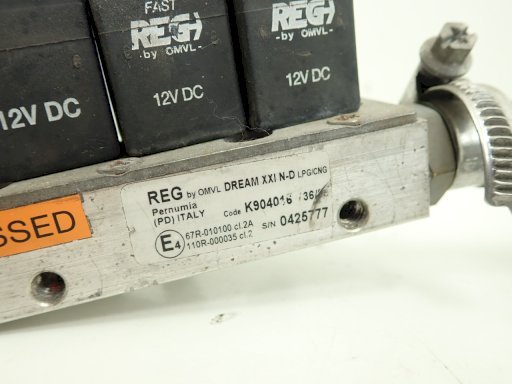 FAST
REG REG
-by OMVL- -by OMVL-
12V DC 12V DC 12V DC
REG by OMVL DREAM XXI N-D LPG/CNG
Pernumia
(PD) ITALY Code K904016
E4 67R-010100 cl.2A S/N 0425777
110R-000035 cl.2
SSED